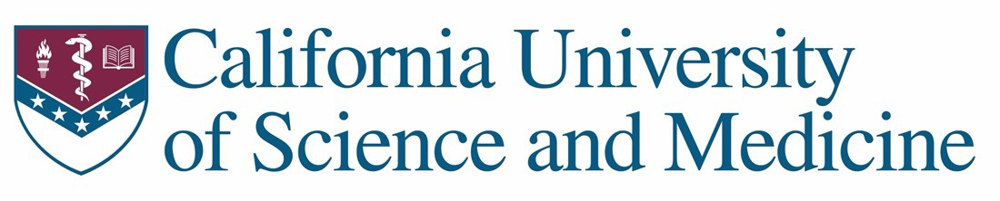 California University
of Science and Medicine